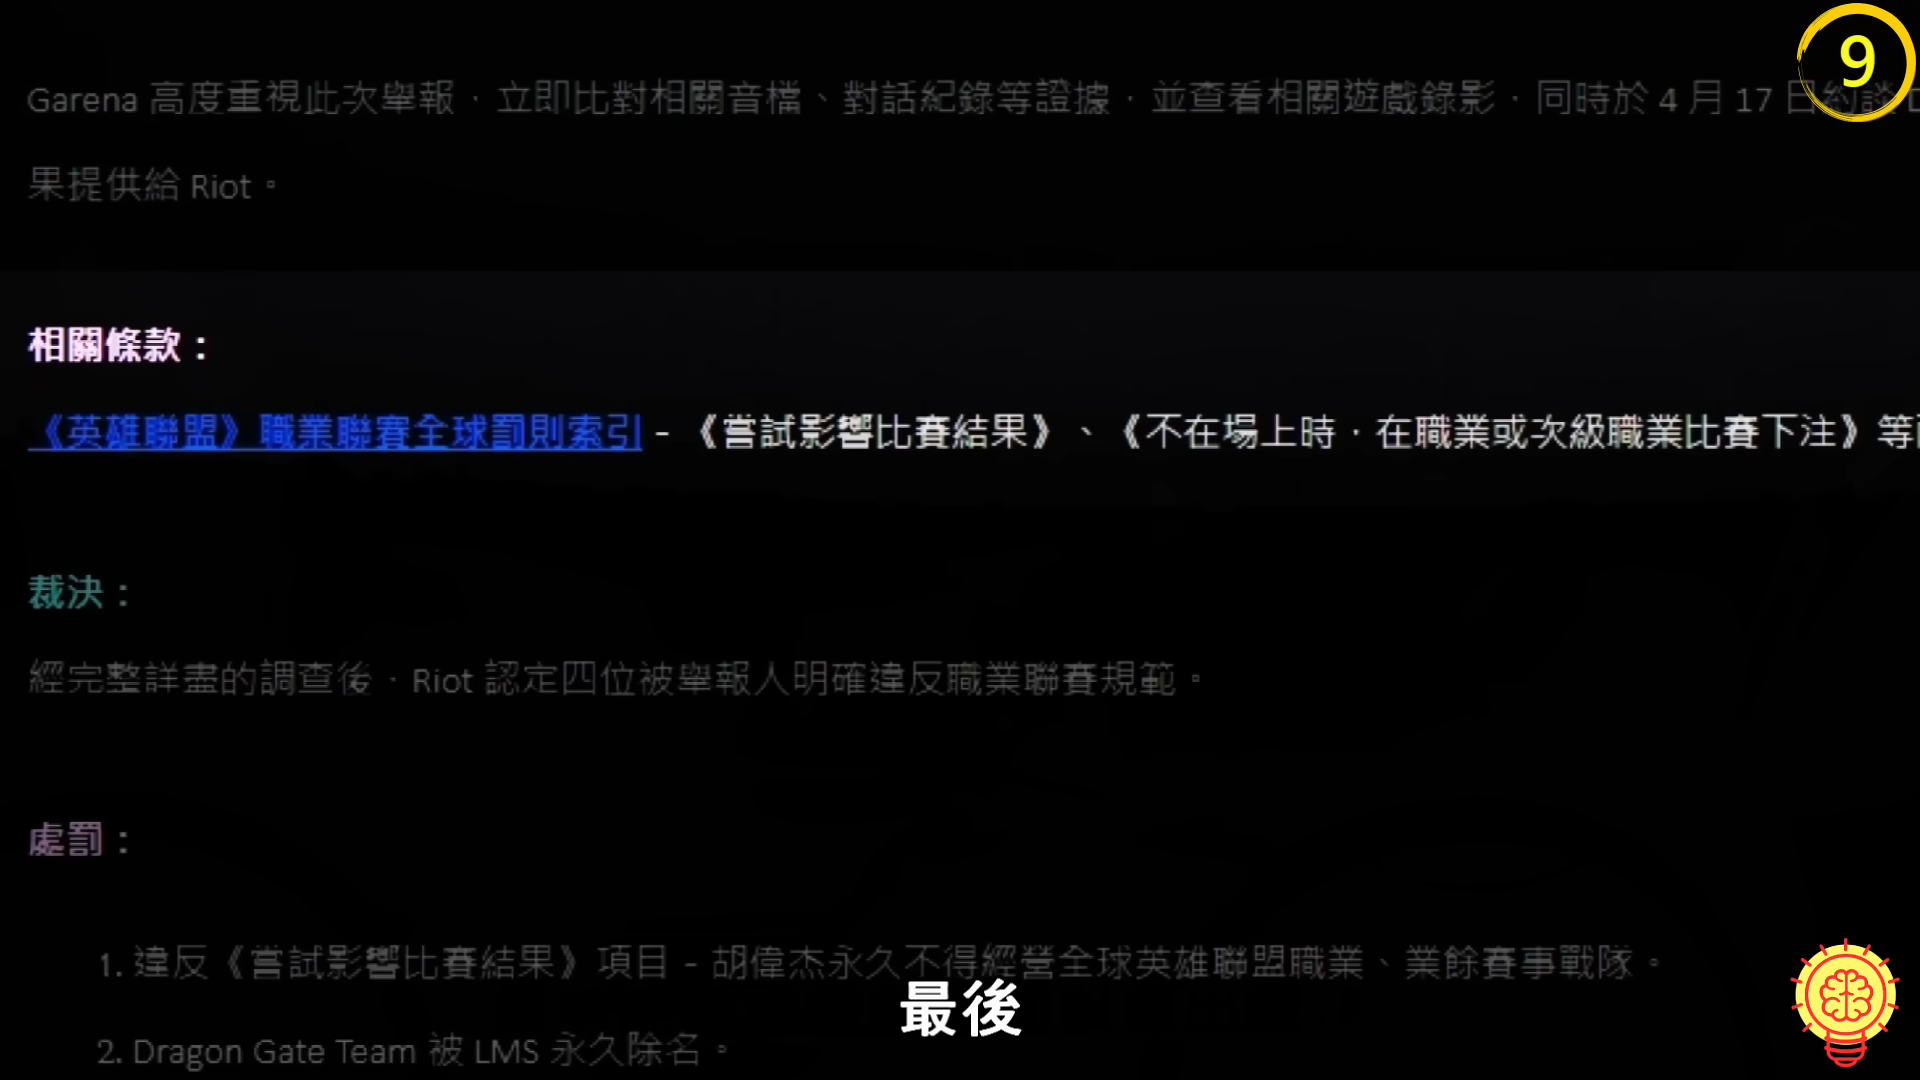 9
Garena 高度重視此次舉報，立即比對相關音檔、對話紀錄等證據，並查看相關遊戲錄影，同時於 4 月 17 日約談
果提供給 Riot。
相關條款：
《英雄聯盟》職業聯賽全球罰則索引 - 《嘗試影響比賽結果》、《不在場上時，在職業或次級職業比賽下注》等
裁決：
經完整詳盡的調查後，Riot 認定四位被舉報人明確違反職業聯賽規範。
處罰：
1. 違反《嘗試影響比賽結果》項目 - 胡偉杰永久不得經營全球英雄聯盟職業、業餘賽事戰隊。
最後
2. Dragon Gate Team 被 LMS 永久除名。